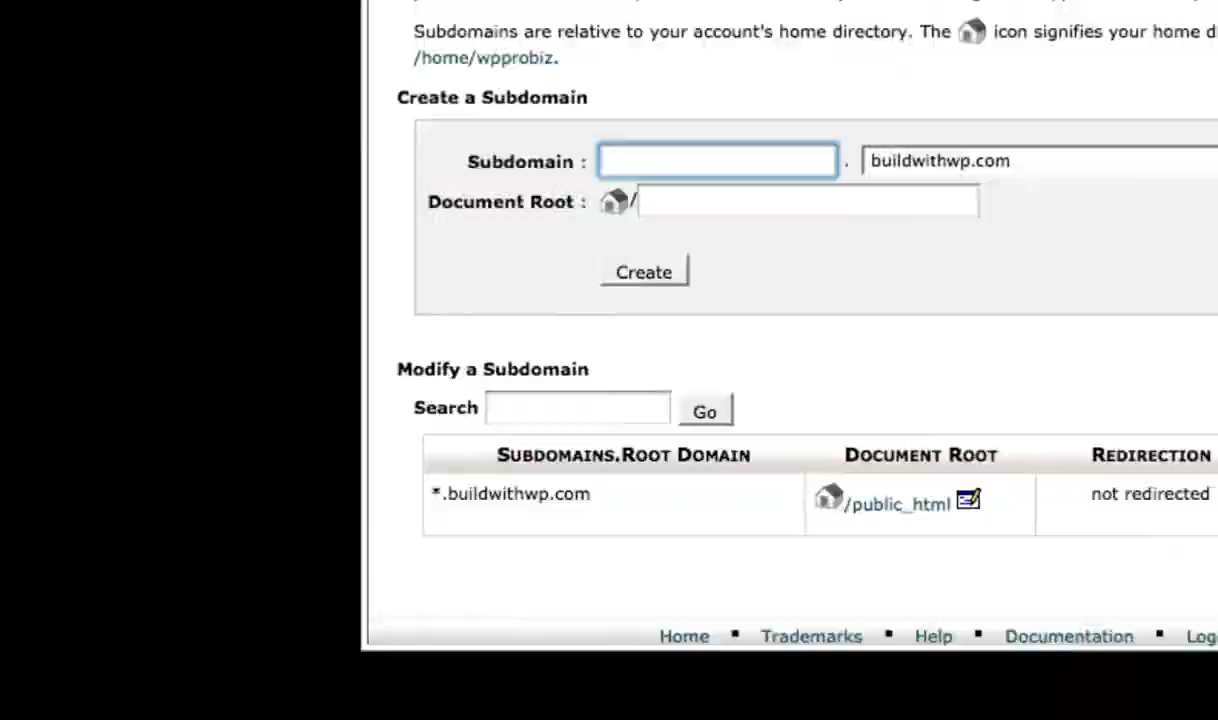 Subdomains are relative to your account's home directory. The icon signifies your home d
/home/wpprobiz.
Create a Subdomain
Subdomain : . buildwithwp.com
Document Root : /
Create
Modify a Subdomain
Search Go
SUBDOMAINS.ROOT DOMAIN DOCUMENT ROOT REDIRECTION
*.buildwithwp.com /public_html not redirected
Home ▪ Trademarks ▪ Help ▪ Documentation ▪ Log